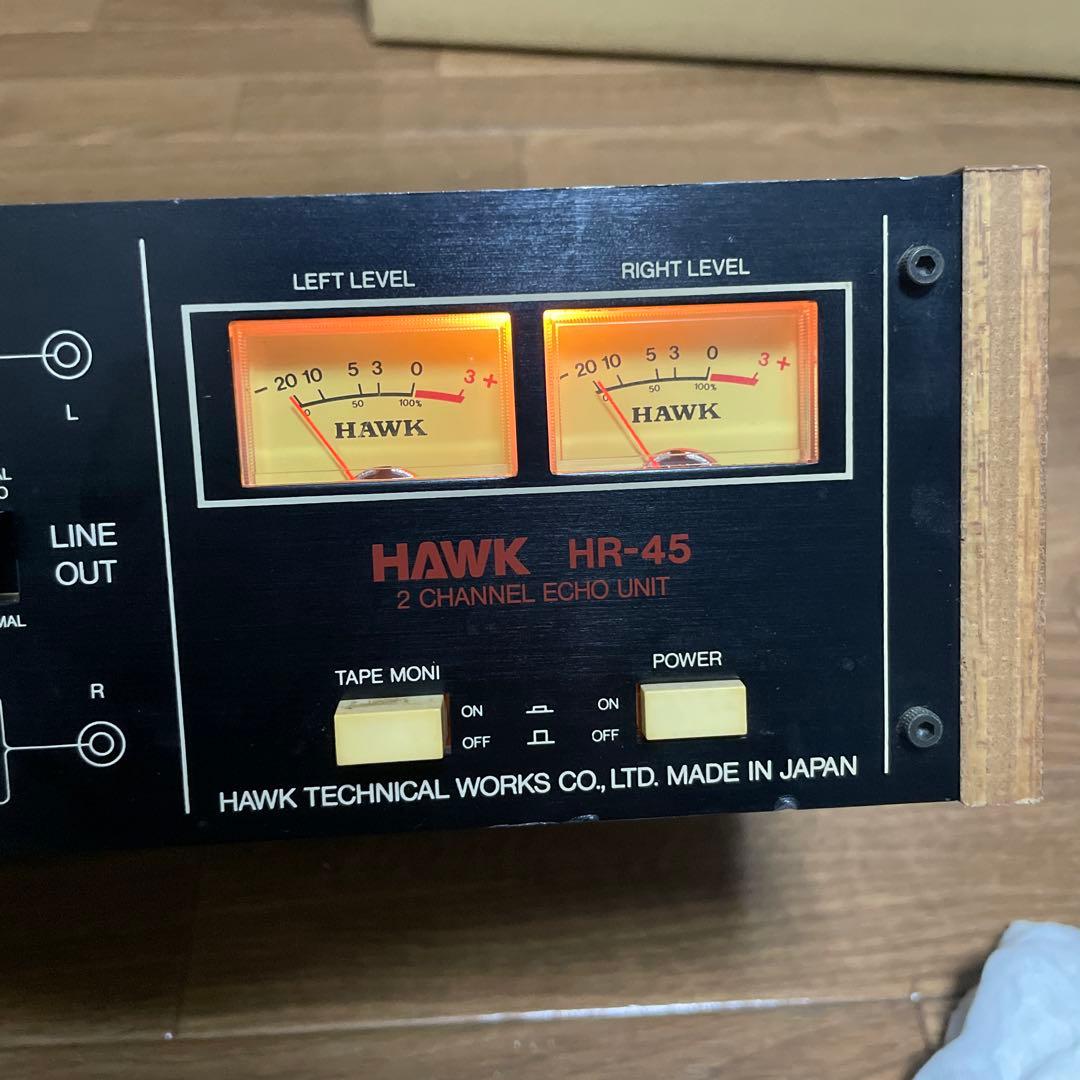 LEFT LEVEL
RIGHT LEVEL
- 20 10 5 3 0 3 +
0 50 100%
HAWK
- 20 10 5 3 0 3 +
0 50 100%
HAWK
L
LINE
OUT
R
HAWK HR-45
2 CHANNEL ECHO UNIT
TAPE MONI
ON
OFF
POWER
ON
OFF
HAWK TECHNICAL WORKS CO., LTD. MADE IN JAPAN